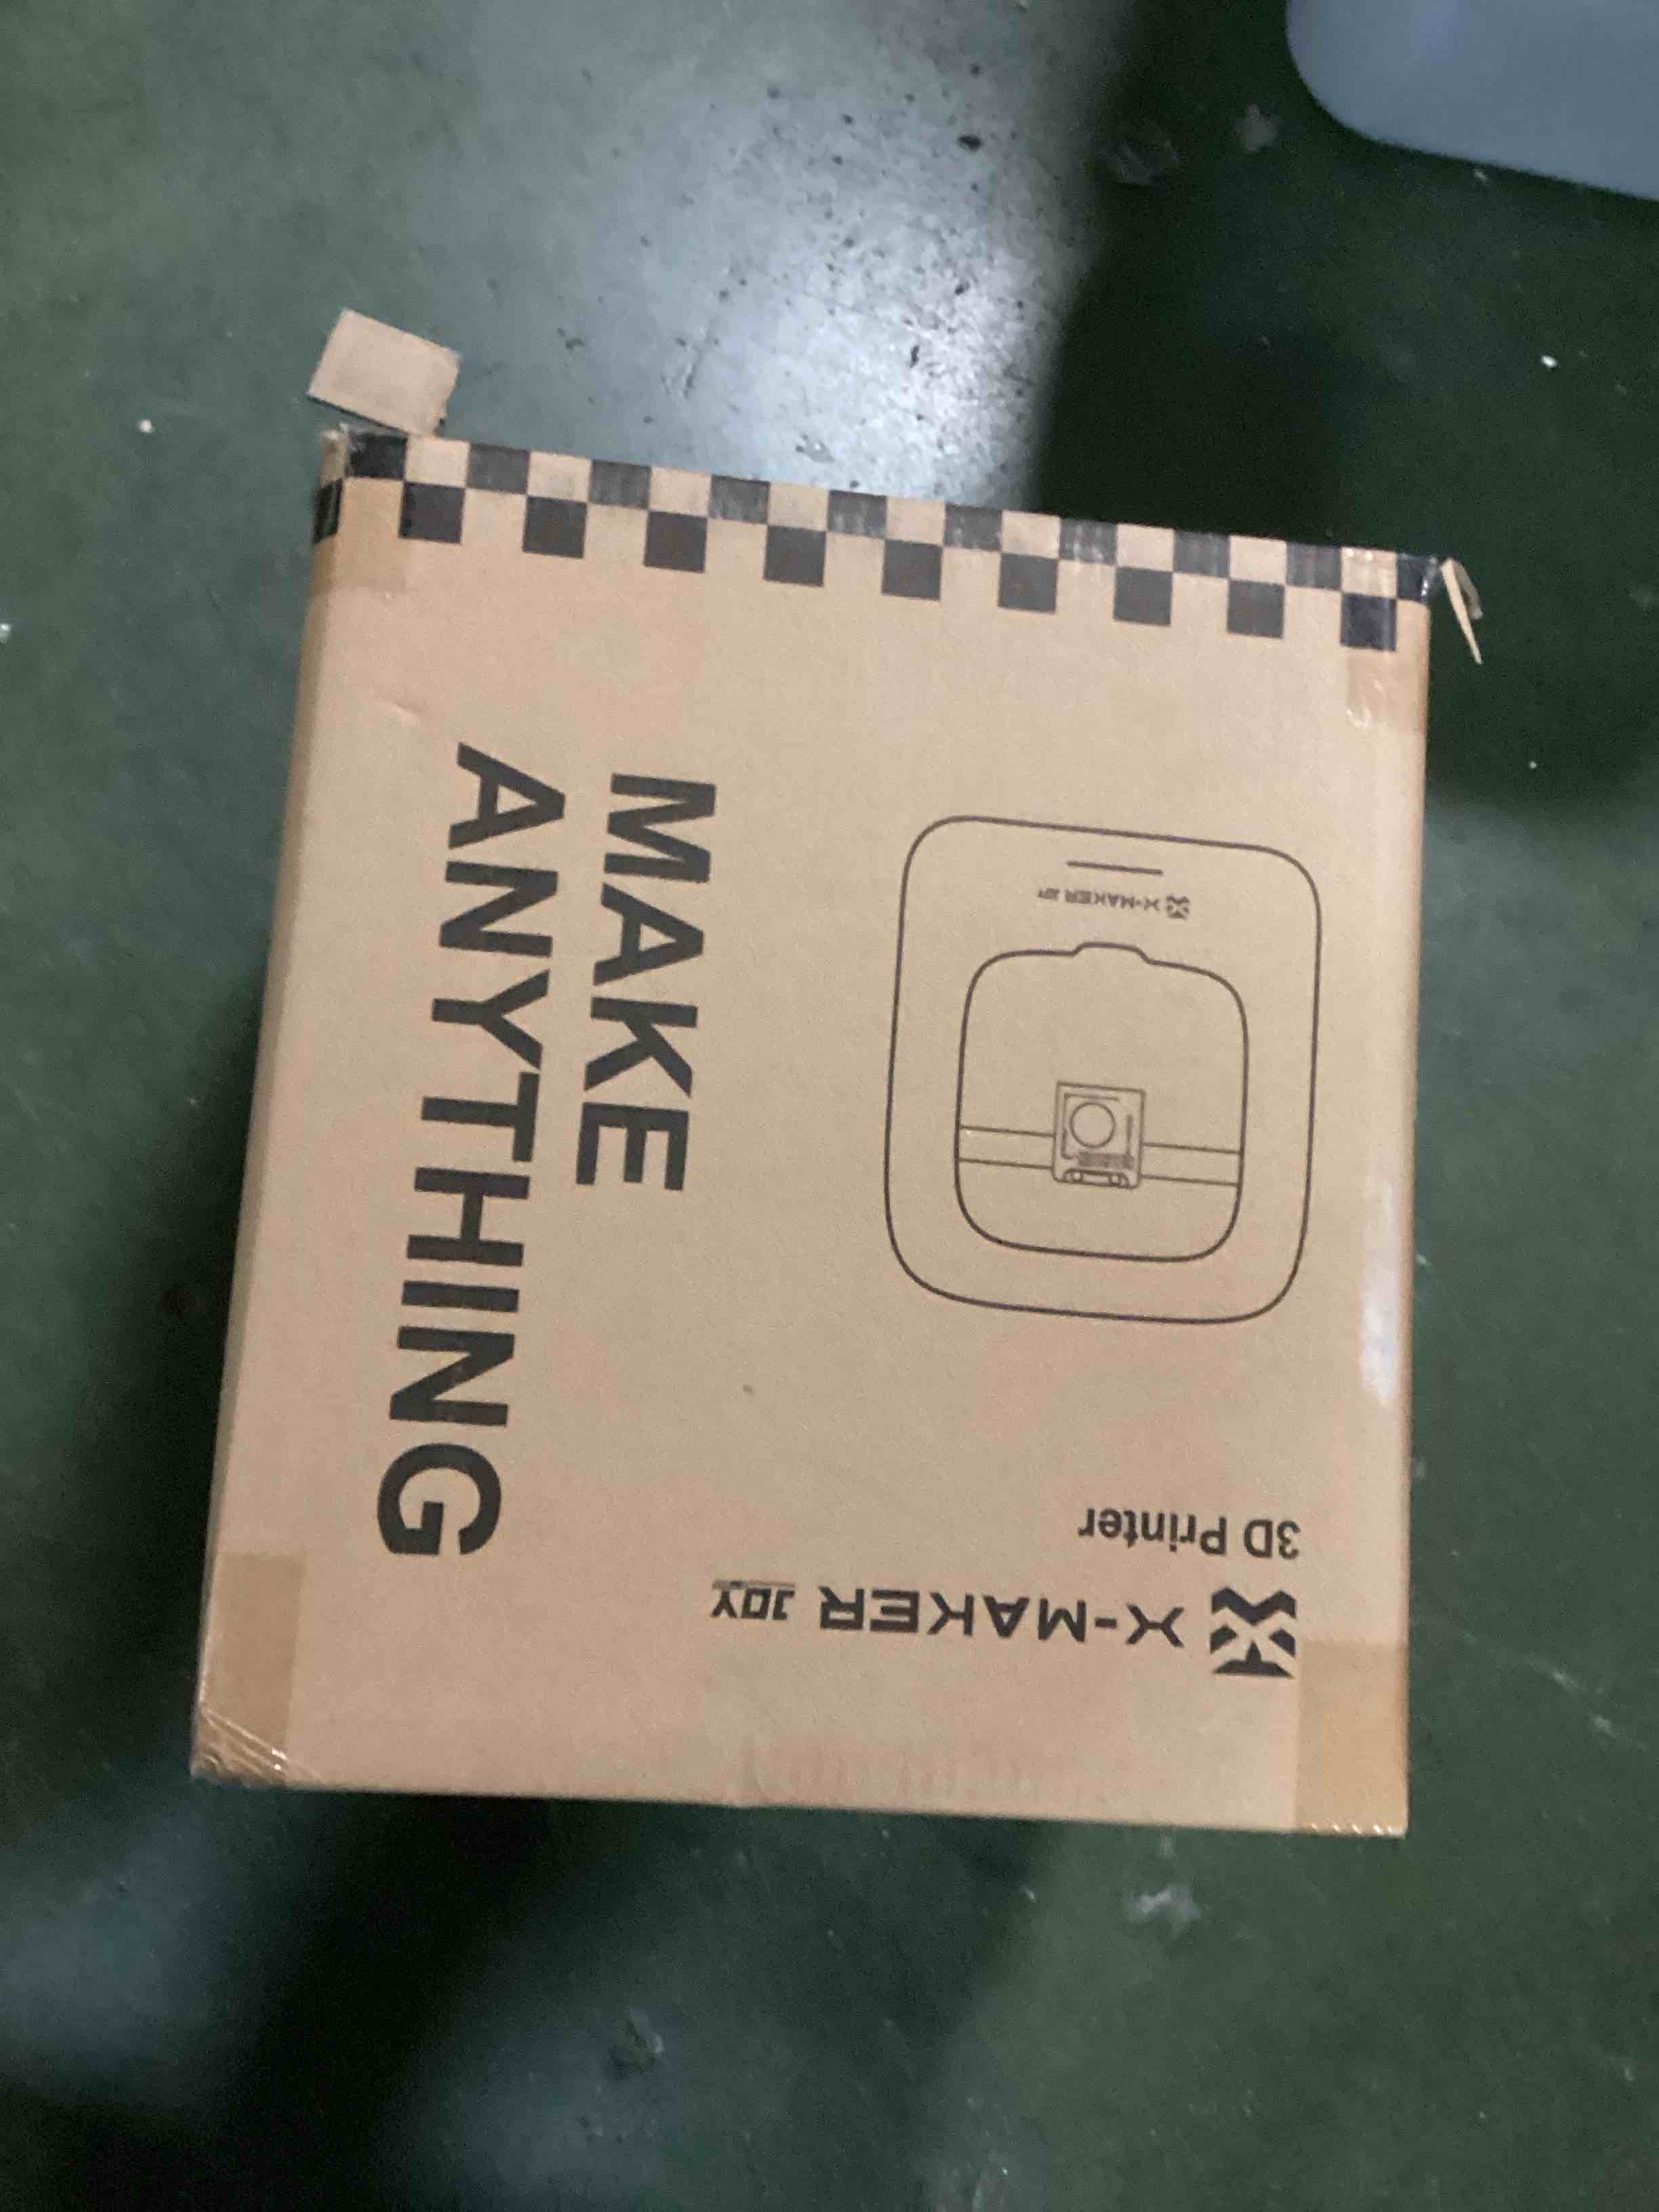 X-MAKER JOY
3D Printer
X-MAKER JOY
MAKE
ANYTHING